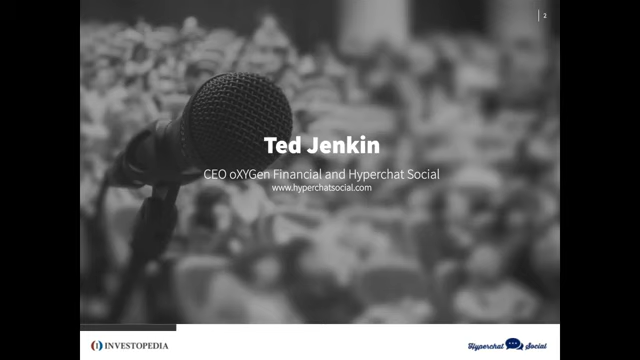 2
Ted Jenkin
CEO oXYGen Financial and Hyperchat Social
www.hyperchatsocial.com
INVESTOPEDIA
Hyperchat Social